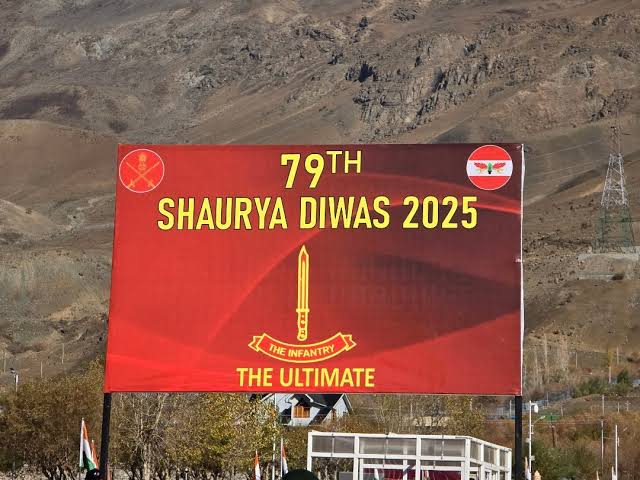 79TH
SHAURYA DIWAS 2025
THE INFANTRY
THE ULTIMATE